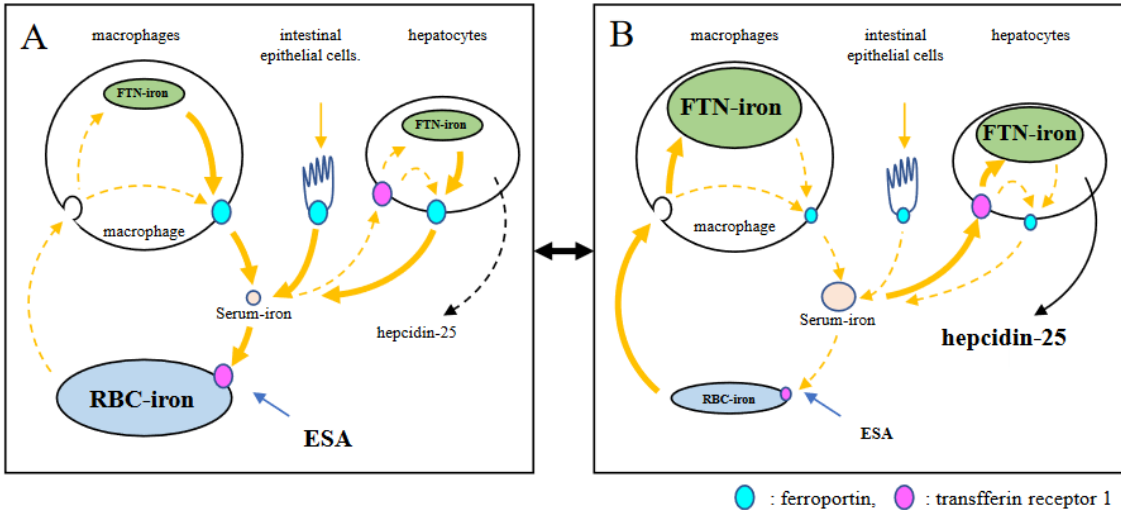 A
macrophages
intestinal
epithelial cells.
hepatocytes
FTN-iron
FTN-iron
macrophage
Serum-iron
hepcidin-25
RBC-iron
ESA
B
macrophages
intestinal
epithelial cells
hepatocytes
FTN-iron
FTN-iron
macrophage
Serum-iron
hepcidin-25
RBC-iron
ESA
: ferroportin, : transfferin receptor 1